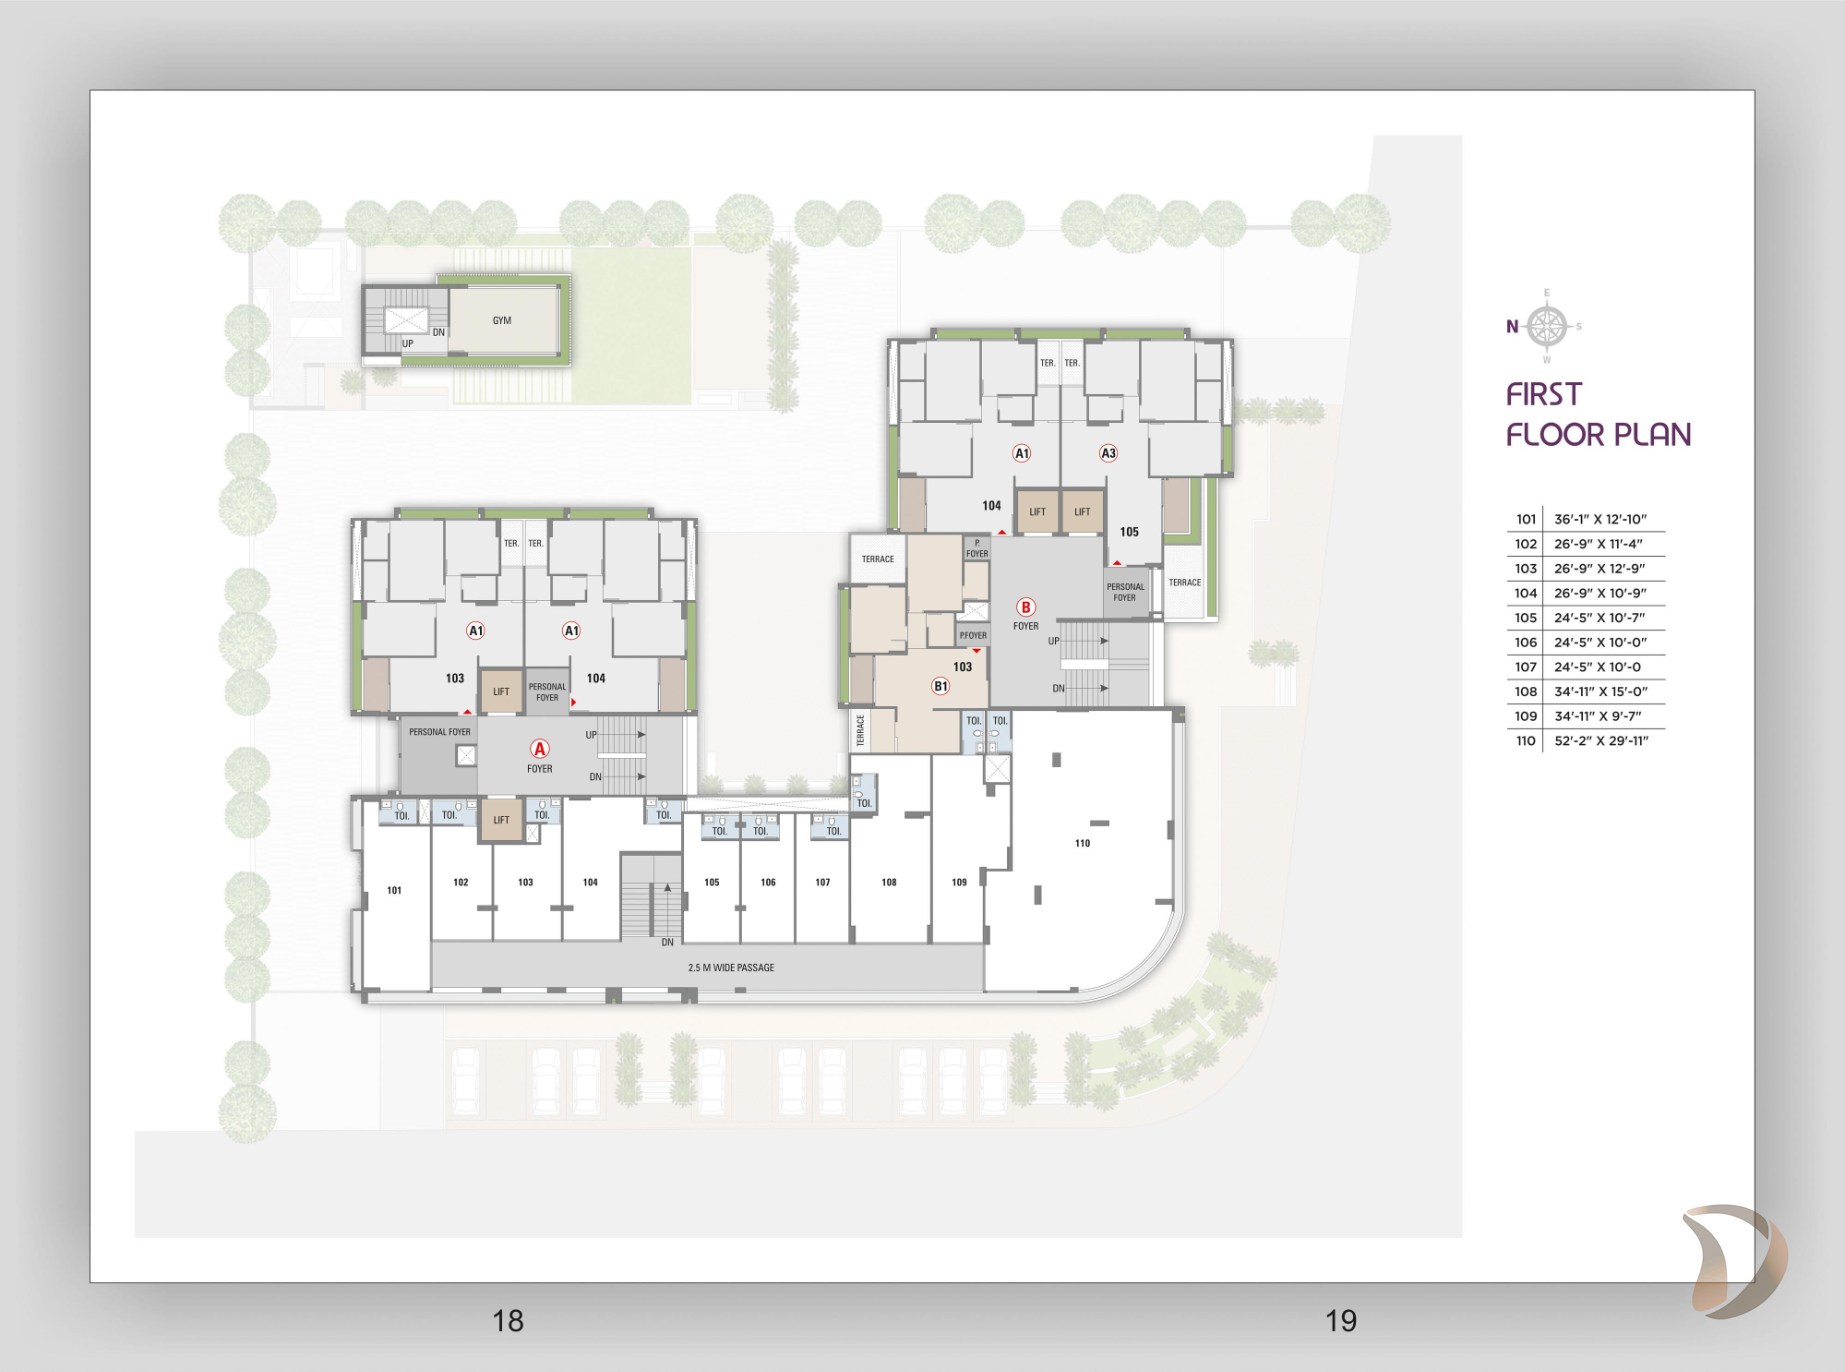 GYM
DN
UP
TER. TER.
A1 A3
104 LIFT LIFT
105
TERRACE
P.
FOYER
PERSONAL
FOYER
TERRACE
B
FOYER
P.FOYER
UP
103
B1
DN
TERRACE
TOI. TOI.
TER. TER.
A1 A1
103 LIFT PERSONAL
FOYER 104
PERSONAL FOYER
A
FOYER
UP
DN
TOI. TOI. LIFT TOI. TOI. TOI. TOI. TOI. TOI.
101 102 103 104 105 106 107 108 109 110
DN
2.5 M WIDE PASSAGE
E
N S
W
FIRST
FLOOR PLAN
101 36'-1" X 12'-10"
102 26'-9" X 11'-4"
103 26'-9" X 12'-9"
104 26'-9" X 10'-9"
105 24'-5" X 10'-7"
106 24'-5" X 10'-0"
107 24'-5" X 10'-0
108 34'-11" X 15'-0"
109 34'-11" X 9'-7"
110 52'-2" X 29'-11"
18 19